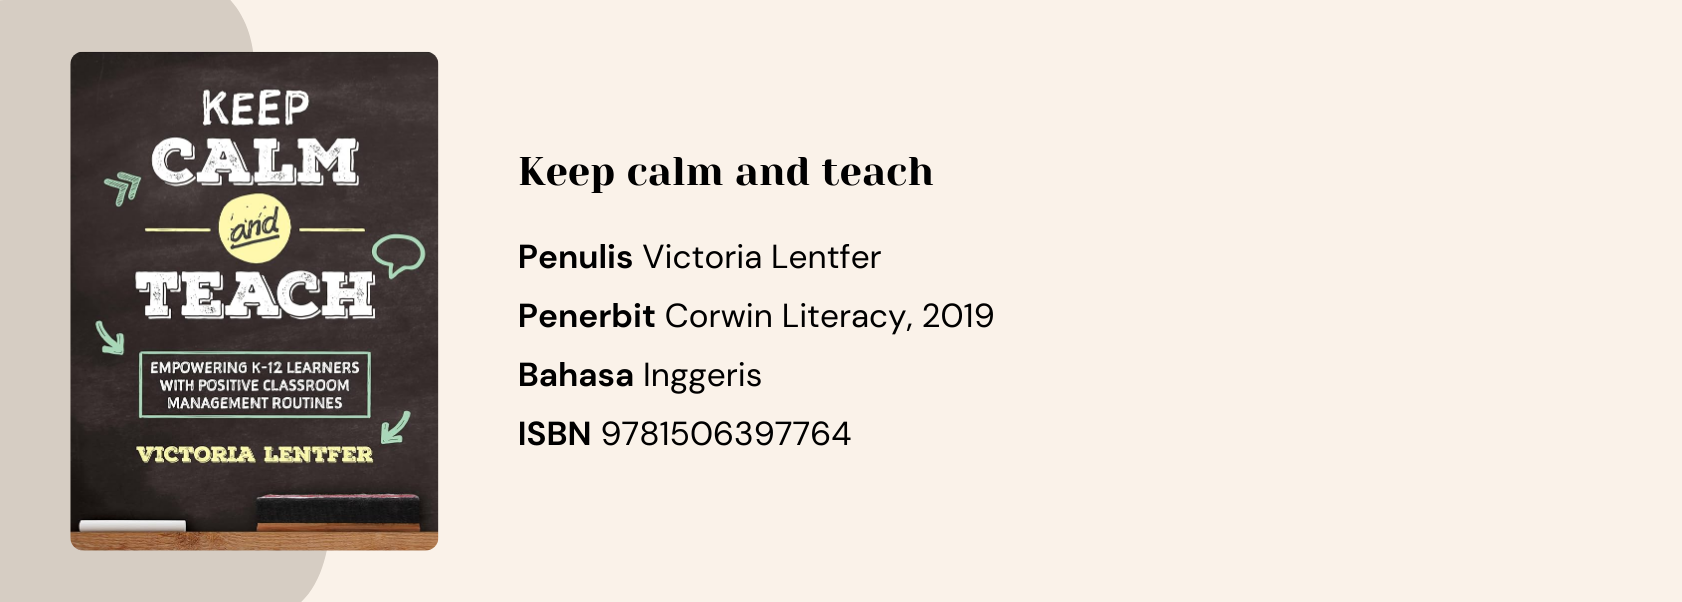 KEEP
CALM
and
TEACH
EMPOWERING K-12 LEARNERS
WITH POSITIVE CLASSROOM
MANAGEMENT ROUTINES
VICTORIA LENTFER
Keep calm and teach
Penulis Victoria Lentfer
Penerbit Corwin Literacy, 2019
Bahasa Inggeris
ISBN 9781506397764